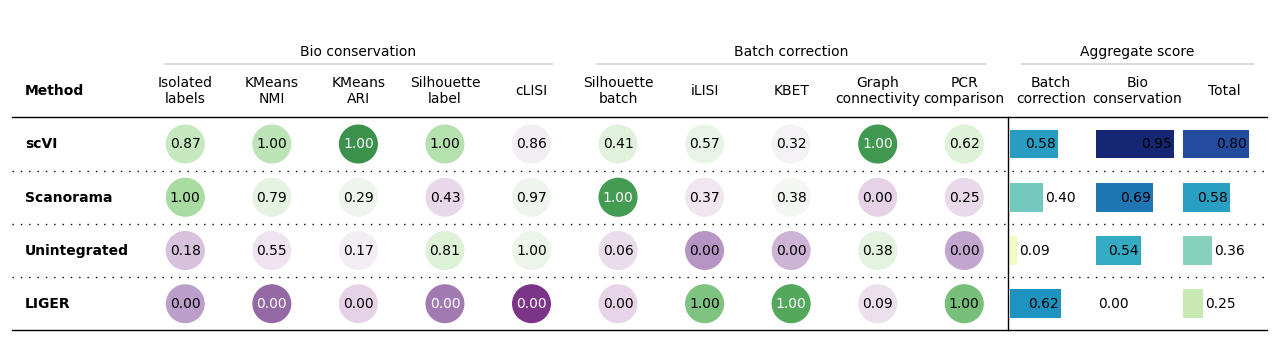 Bio conservation Batch correction Aggregate score
Method Isolated labels KMeans NMI KMeans ARI Silhouette label cLISI Silhouette batch iLISI KBET Graph connectivity PCR comparison Batch correction Bio conservation Total
scVI 0.87 1.00 1.00 1.00 0.86 0.41 0.57 0.32 1.00 0.62 0.58 0.95 0.80
Scanorama 1.00 0.79 0.29 0.43 0.97 1.00 0.37 0.38 0.00 0.25 0.40 0.69 0.58
Unintegrated 0.18 0.55 0.17 0.81 1.00 0.06 0.00 0.00 0.38 0.00 0.09 0.54 0.36
LIGER 0.00 0.00 0.00 0.00 0.00 0.00 1.00 1.00 0.09 1.00 0.62 0.00 0.25